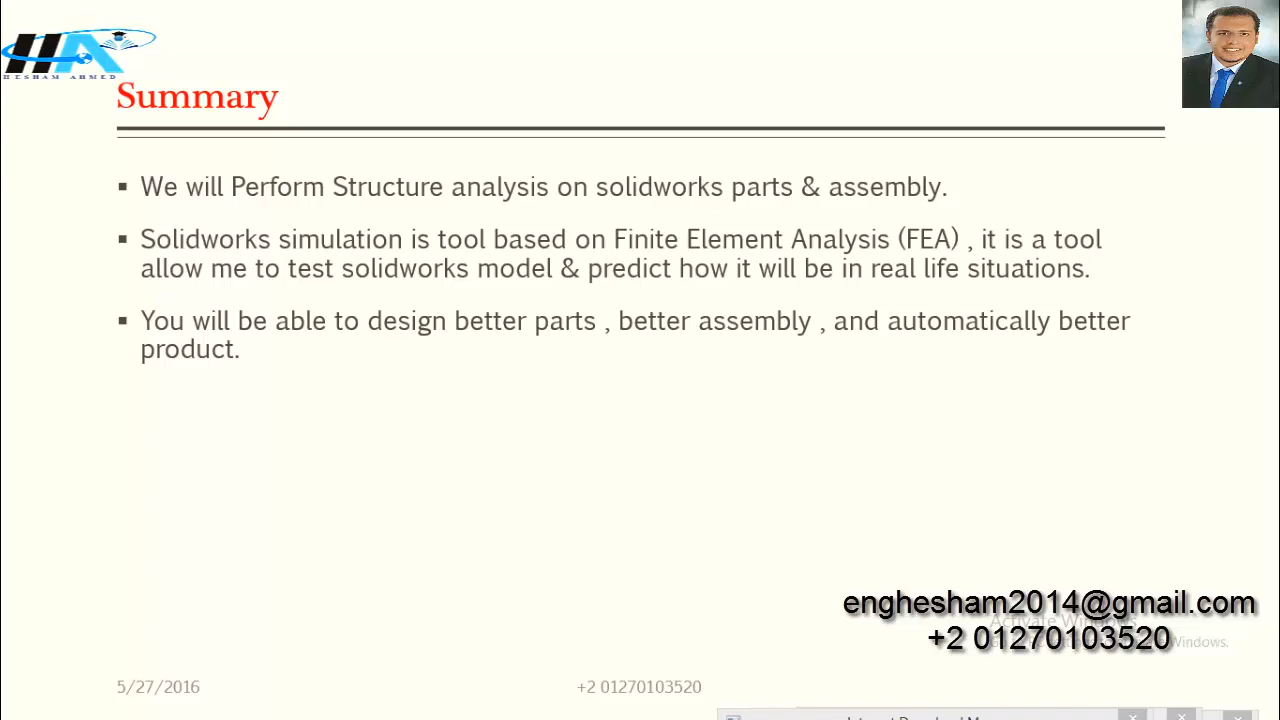 HESHAM AHMED
Summary
▪ We will Perform Structure analysis on solidworks parts & assembly.
▪ Solidworks simulation is tool based on Finite Element Analysis (FEA) , it is a tool
allow me to test solidworks model & predict how it will be in real life situations.
▪ You will be able to design better parts , better assembly , and automatically better
product.
enghesham2014@gmail.com
Activate Windows
+2 01270103520
Windows.
5/27/2016
+2 01270103520